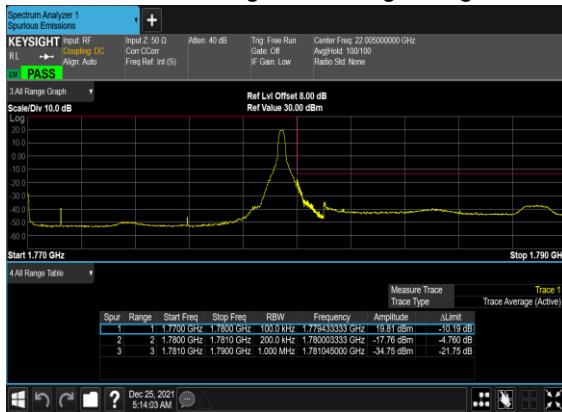 Spectrum Analyzer 1
Spurious Emissions
KEYSIGHT Input: RF Input Z: 50 Ω Atten: 40 dB Trig: Free Run Center Freq: 22.005000000 GHz
RL Coupling: DC Corr CCorr Gate: Off Avg|Hold: 100/100
Align: Auto Freq Ref: Int (S) IF Gain: Low Radio Std: None
PASS
3 All Range Graph
Ref Lvl Offset 8.00 dB
Scale/Div 10.0 dB Ref Value 30.00 dBm
Log
20.0
10.0
0.00
-10.0
-20.0
-30.0
-40.0
-50.0
-60.0
Start 1.770 GHz Stop 1.790 GH
4 All Range Table
Measure Trace Trace 1
Trace Type Trace Average (Active)
Spur Range Start Freq Stop Freq RBW Frequency Amplitude ΔLimit
1 1 1.7700 GHz 1.7800 GHz 100.0 kHz 1.779433333 GHz 19.81 dBm -10.19 dB
2 2 1.7800 GHz 1.7810 GHz 200.0 kHz 1.780003333 GHz -17.76 dBm -4.760 dB
3 3 1.7810 GHz 1.7900 GHz 1.000 MHz 1.781045000 GHz -34.75 dBm -21.75 dB
? Dec 25, 2021
5:14:03 AM